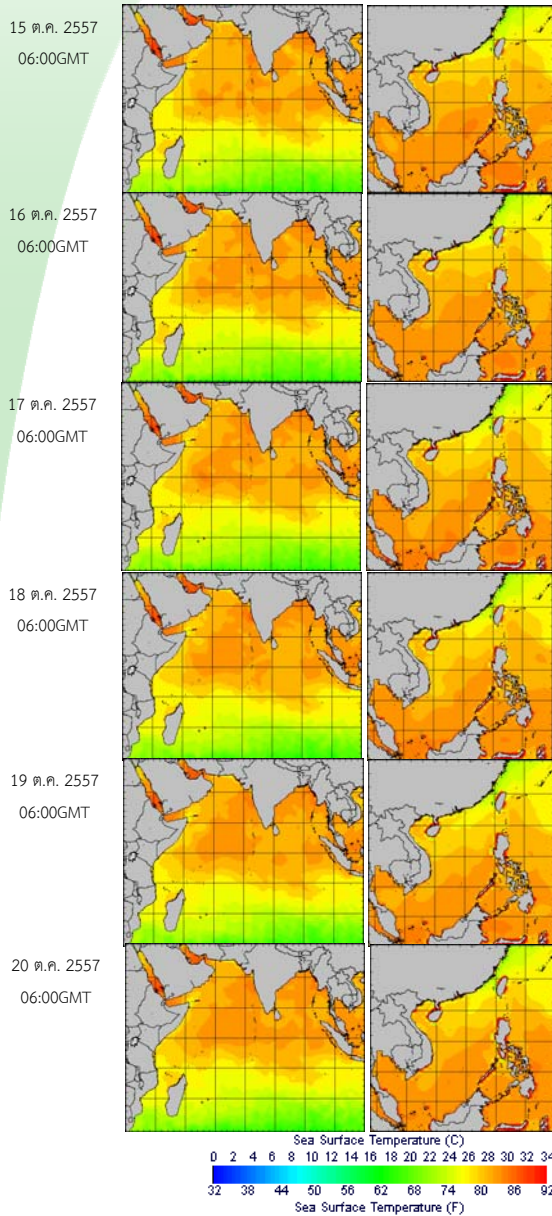 15 ต.ค. 2557
06:00GMT
16 ต.ค. 2557
06:00GMT
17 ต.ค. 2557
06:00GMT
18 ต.ค. 2557
06:00GMT
19 ต.ค. 2557
06:00GMT
20 ต.ค. 2557
06:00GMT
Sea Surface Temperature (C)
0 2 4 6 8 10 12 14 16 18 20 22 24 26 28 30 32 34
32 38 44 50 56 62 68 74 80 86 92
Sea Surface Temperature (F)